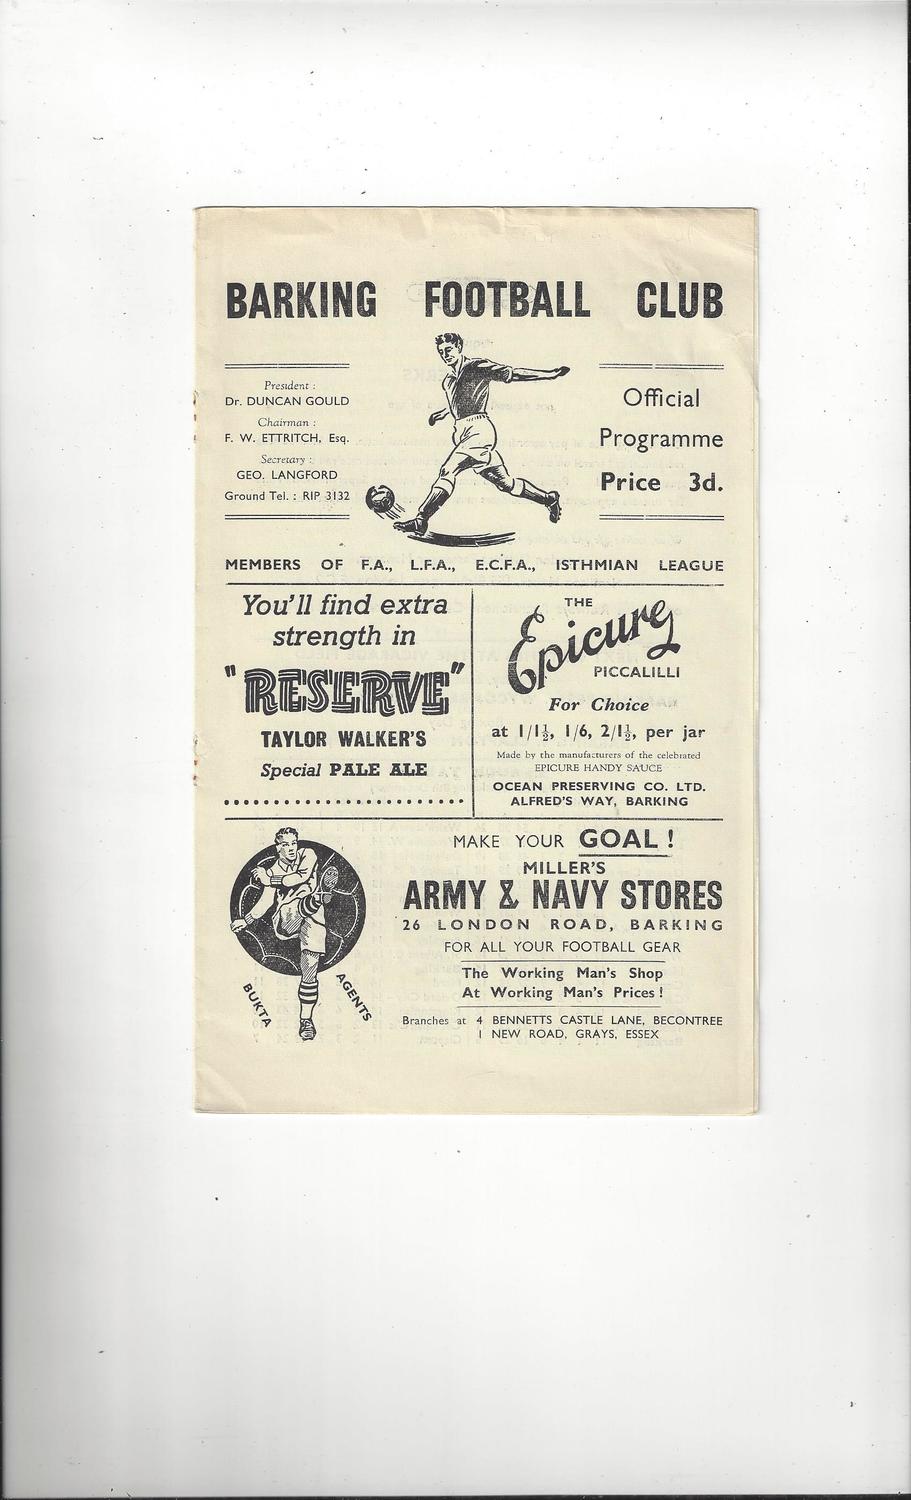 BARKING FOOTBALL CLUB
President :
Dr. DUNCAN GOULD
Chairman :
F. W. ETTRITCH, Esq.
Secretary :
GEO. LANGFORD
Ground Tel. : RIP 3132
Official
Programme
Price 3d.
MEMBERS OF F.A., L.F.A., E.C.F.A., ISTHMIAN LEAGUE
You'll find extra
strength in
"RESERVE"
TAYLOR WALKER'S
Special PALE ALE
THE
Epicure
PICCALILLI
For Choice
at 1/1½, 1/6, 2/1½, per jar
Made by the manufacturers of the celebrated
EPICURE HANDY SAUCE
OCEAN PRESERVING CO. LTD.
ALFRED'S WAY, BARKING
BUKTA AGENTS
MAKE YOUR GOAL !
MILLER'S
ARMY & NAVY STORES
26 LONDON ROAD, BARKING
FOR ALL YOUR FOOTBALL GEAR
The Working Man's Shop
At Working Man's Prices !
Branches at 4 BENNETTS CASTLE LANE, BECONTREE
1 NEW ROAD, GRAYS, ESSEX